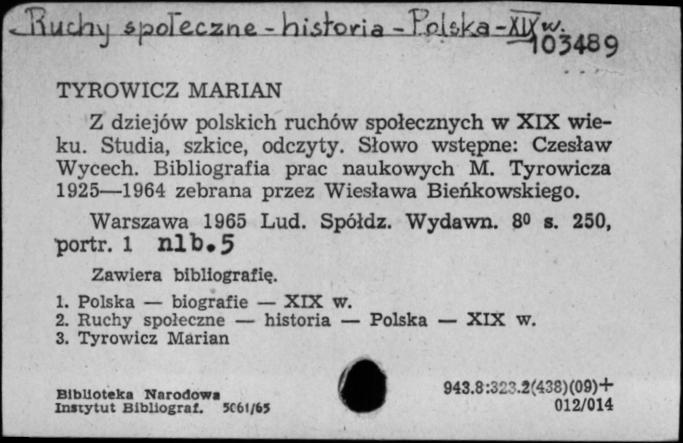 Ruchy społeczne - historia - Polska - XIX w.
103489
TYROWICZ MARIAN
Z dziejów polskich ruchów społecznych w XIX wie-
ku. Studia, szkice, odczyty. Słowo wstępne: Czesław
Wycech. Bibliografia prac naukowych M. Tyrowicza
1925—1964 zebrana przez Wiesława Bieńkowskiego.
Warszawa 1965 Lud. Spółdz. Wydawn. 8⁰ s. 250,
portr. 1 nlb. 5
Zawiera bibliografię.
1. Polska — biografie — XIX w.
2. Ruchy społeczne — historia — Polska — XIX w.
3. Tyrowicz Marian
Biblioteka Narodowa
Instytut Bibliograf. 5C61/65
943.8:323.2(438)(09)+
012/014